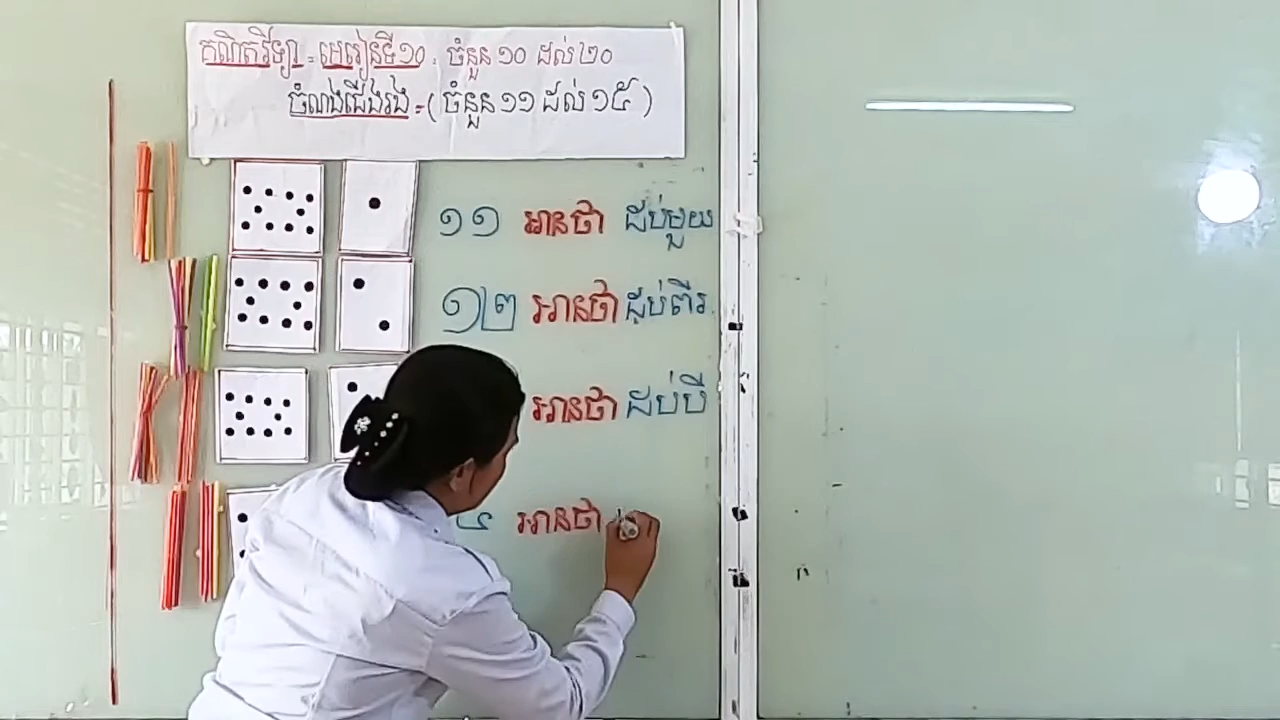 គណិតវិទ្យា = មេរៀនទី១០ : ចំនួន ១០ ដល់ ២០
ចំណងជើងរង =( ចំនួន ១១ ដល់ ១៥ )
១១ អានថា ដប់មួយ
១២ អានថា ដប់ពីរ
អានថា ដប់បី
៤ អានថា